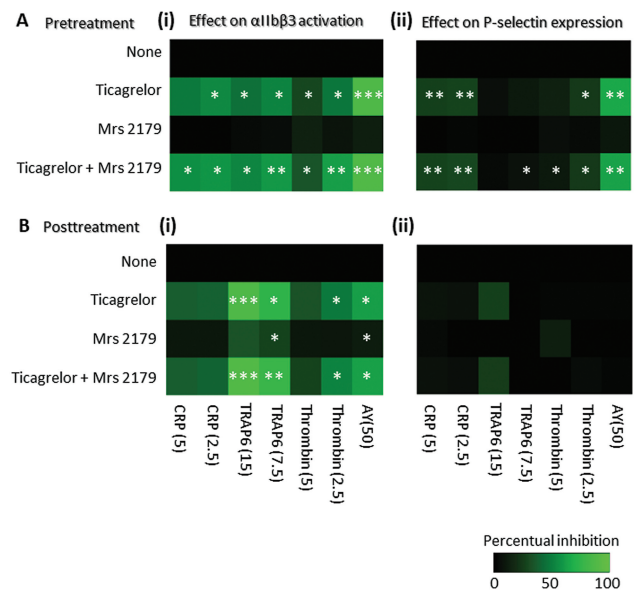 A Pretreatment (i) Effect on αIIbβ3 activation (ii) Effect on P-selectin expression
None
Ticagrelor * * * * * *** ** ** * **
Mrs 2179
Ticagrelor + Mrs 2179 * * * ** * ** *** ** ** * * * **
B Posttreatment (i) (ii)
None
Ticagrelor *** * * *
Mrs 2179 * *
Ticagrelor + Mrs 2179 *** ** * *
CRP (5) CRP (2.5) TRAP6 (15) TRAP6 (7.5) Thrombin (5) Thrombin (2.5) AY(50) CRP (5) CRP (2.5) TRAP6 (15) TRAP6 (7.5) Thrombin (5) Thrombin (2.5) AY(50)
Percentual inhibition
0 50 100